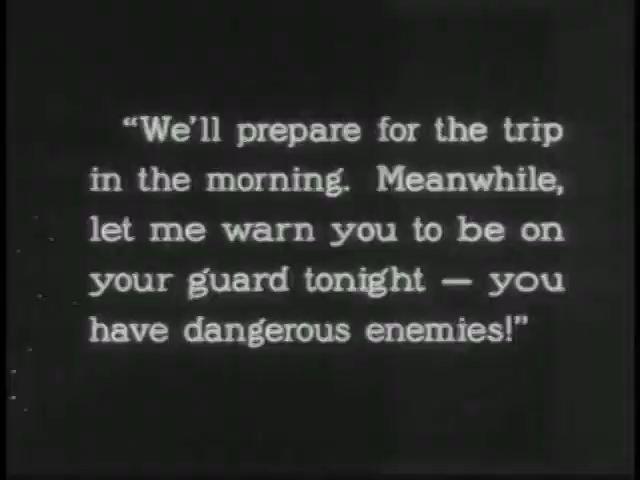 “We’ll prepare for the trip
in the morning. Meanwhile,
let me warn you to be on
your guard tonight — you
have dangerous enemies!”